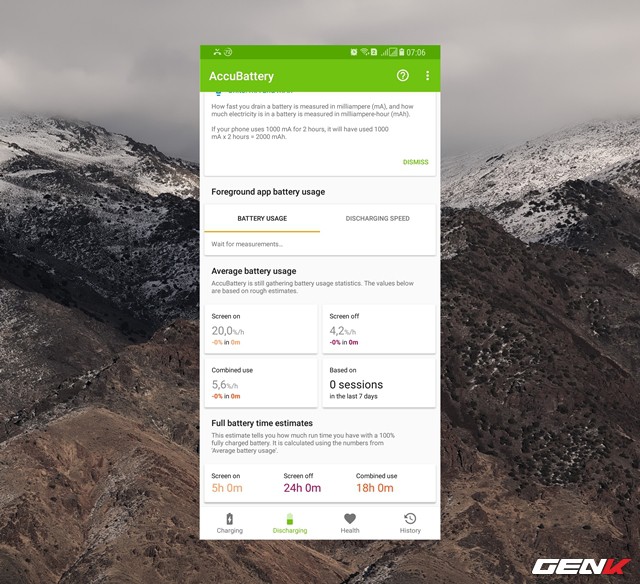 07:06
AccuBattery
How fast you drain a battery is measured in milliampere (mA), and how
much electricity is in a battery is measured in milliampere-hour (mAh).
If your phone uses 1000 mA for 2 hours, it will have used 1000
mA x 2 hours = 2000 mAh.
DISMISS
Foreground app battery usage
BATTERY USAGE DISCHARGING SPEED
Wait for measurements…
Average battery usage
AccuBattery is still gathering battery usage statistics. The values below
are based on rough estimates.
Screen on Screen off
20,0%/h 4,2%/h
-0% in 0m -0% in 0m
Combined use Based on
5,6%/h 0 sessions
-0% in 0m in the last 7 days
Full battery time estimates
This estimate tells you how much run time you have with a 100%
fully charged battery. It is calculated using the numbers from
'Average battery usage'.
Screen on Screen off Combined use
5h 0m 24h 0m 18h 0m
Charging Discharging Health History
GENK